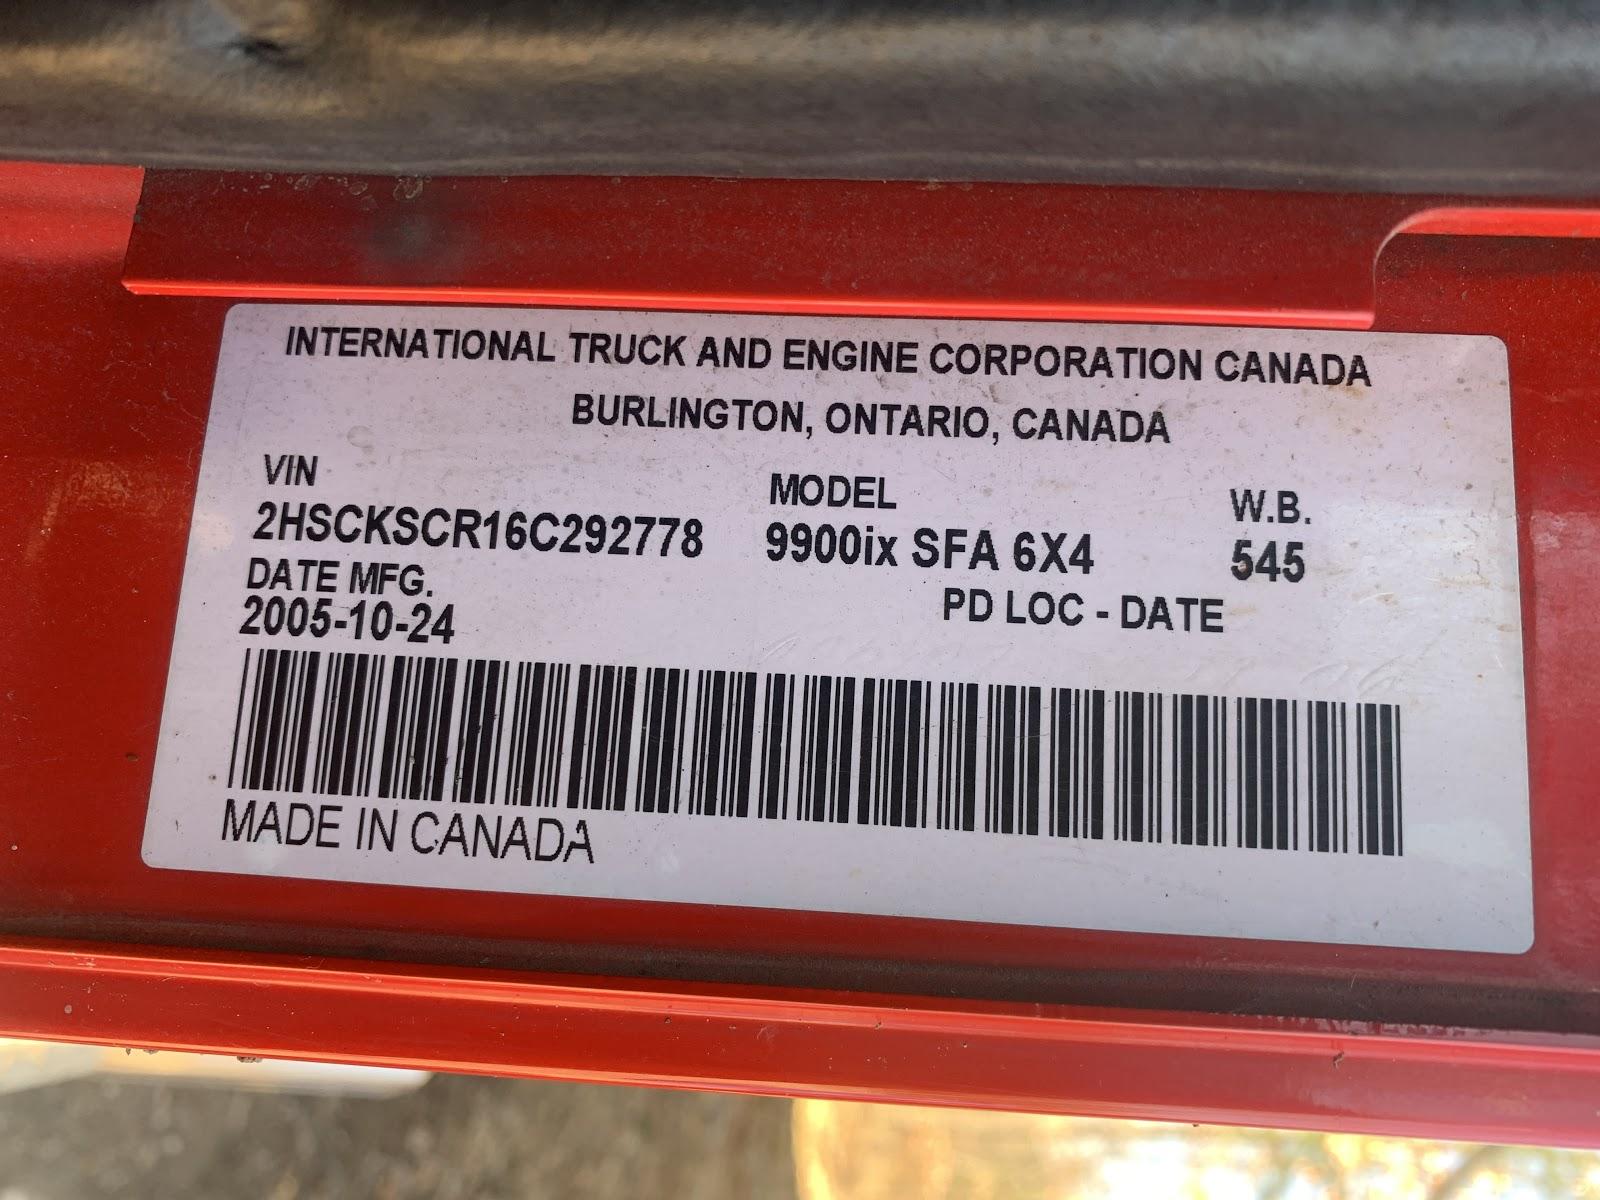 INTERNATIONAL TRUCK AND ENGINE CORPORATION CANADA
BURLINGTON, ONTARIO, CANADA
VIN MODEL W.B.
2HSCKSCR16C292778 9900ix SFA 6X4 545
DATE MFG. PD LOC - DATE
2005-10-24
MADE IN CANADA